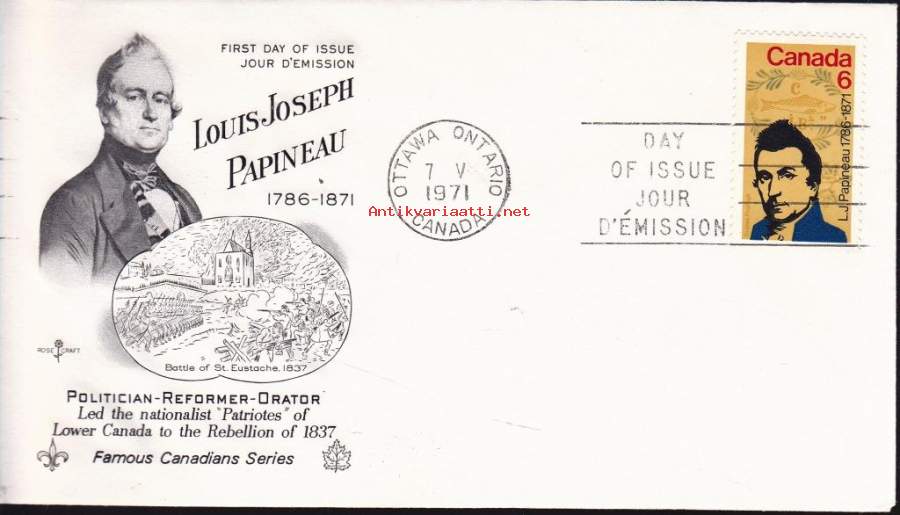 FIRST DAY OF ISSUE
JOUR D'EMISSION
LOUIS JOSEPH
PAPINEAU
1786-1871
Battle of St. Eustache, 1837
ROSE CRAFT
POLITICIAN-REFORMER-ORATOR
Led the nationalist "Patriotes" of
Lower Canada to the Rebellion of 1837
Famous Canadians Series
OTTAWA ONTARIO
7 V
1971
CANADA
Antikvariaatti.net
DAY
OF ISSUE
JOUR
D'ÉMISSION
Canada
6
L.J. Papineau 1786-1871